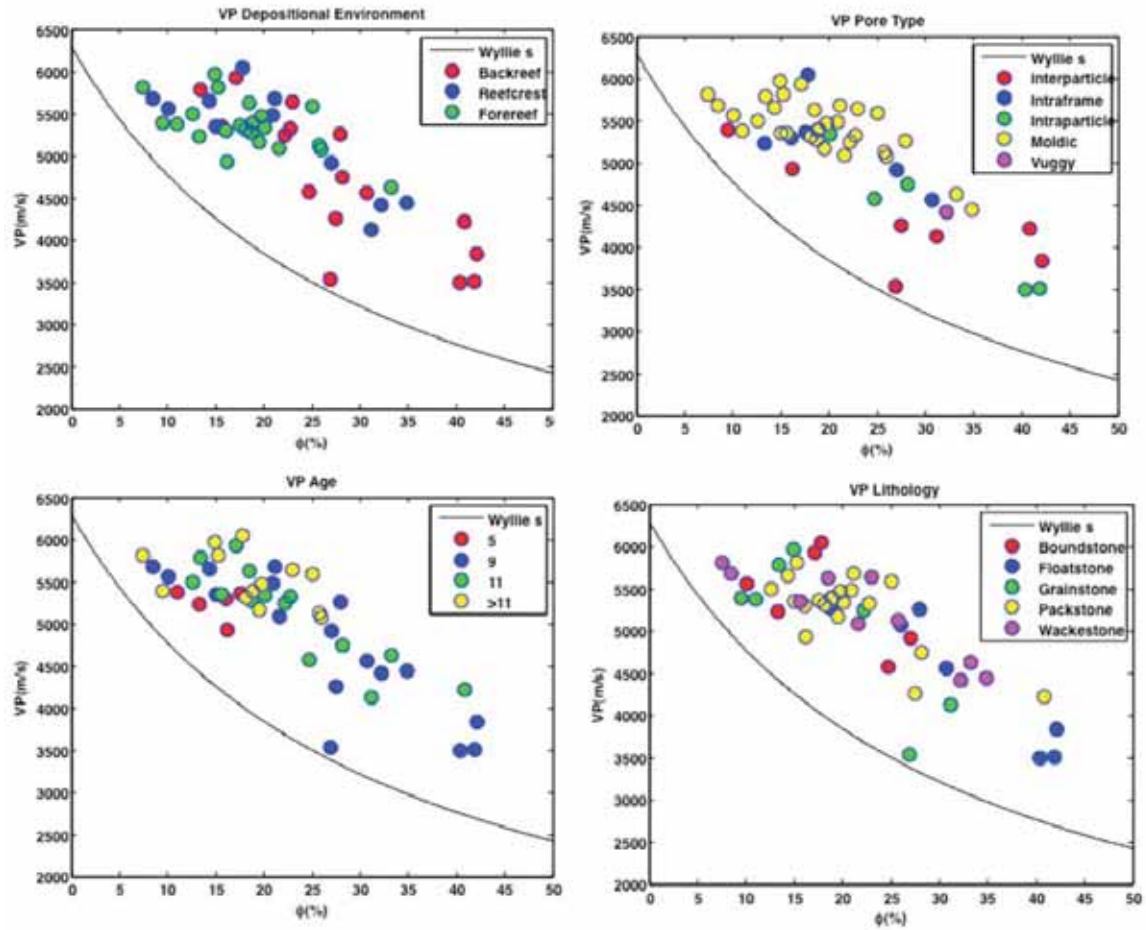 VP Depositional Environment
6500
6000
5500
5000
4500
4000
3500
3000
2500
2000
VP(m/s)
Wyllie s
Backreef
Reefcrest
Forereef
0 5 10 15 20 25 30 35 40 45 50
ϕ(%)
VP Pore Type
6500
6000
5500
5000
4500
4000
3500
3000
2500
2000
VP(m/s)
Wyllie s
Interparticle
Intraframe
Intraparticle
Moldic
Vuggy
0 5 10 15 20 25 30 35 40 45 50
ϕ(%)
VP Age
6500
6000
5500
5000
4500
4000
3500
3000
2500
2000
VP(m/s)
Wyllie s
5
9
11
>11
0 5 10 15 20 25 30 35 40 45 50
ϕ(%)
VP Lithology
6500
6000
5500
5000
4500
4000
3500
3000
2500
2000
VP(m/s)
Wyllie s
Boundstone
Floatstone
Grainstone
Packstone
Wackestone
0 5 10 15 20 25 30 35 40 45 50
ϕ(%)